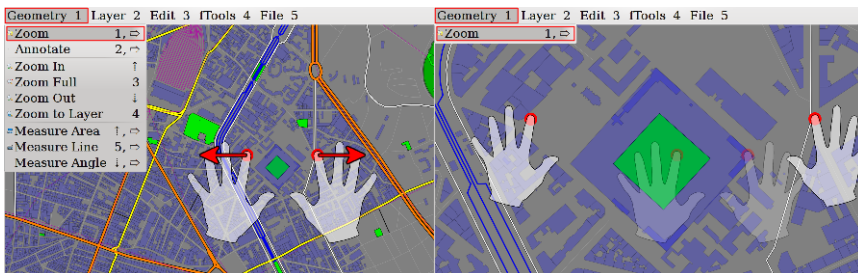 Geometry 1 Layer 2 Edit 3 fTools 4 File 5
Zoom 1, ⇨
Annotate 2, ⇨
Zoom In ↑
Zoom Full 3
Zoom Out ↓
Zoom to Layer 4
Measure Area ↑, ⇨
Measure Line 5, ⇨
Measure Angle ↓, ⇨
Geometry 1 Layer 2 Edit 3 fTools 4 File 5
Zoom 1, ⇨